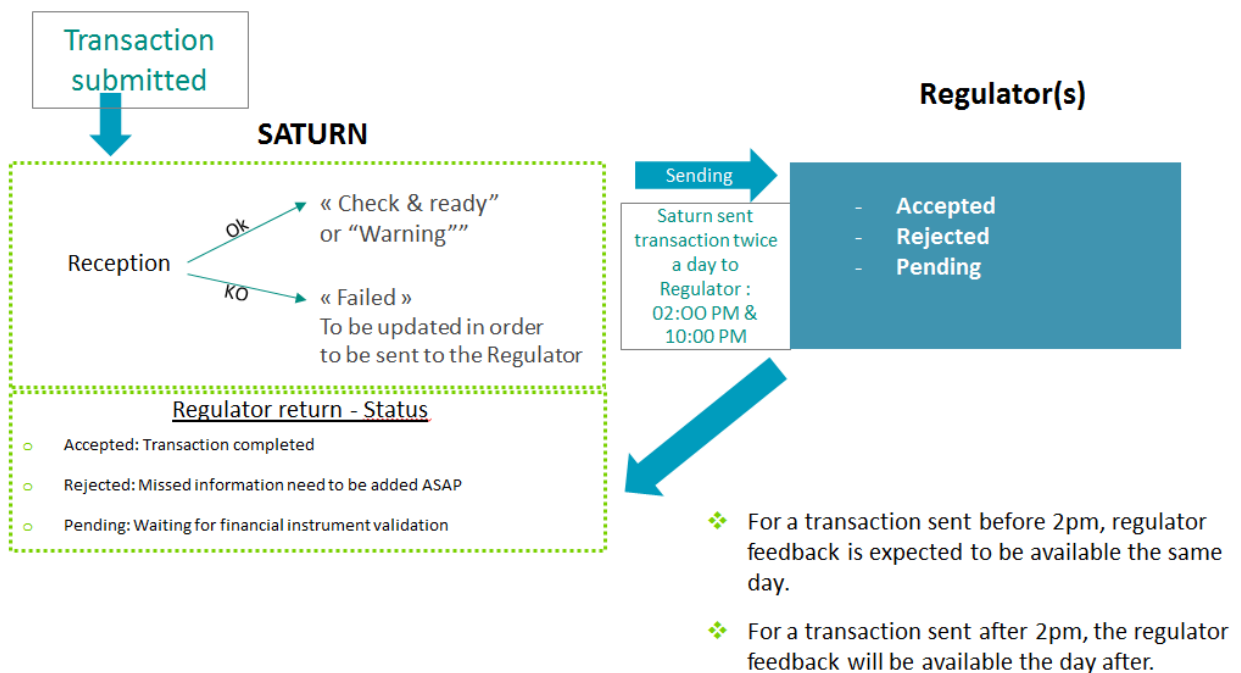 Transaction
submitted
SATURN
Reception
Ok
KO
« Check & ready”
or “Warning””
« Failed »
To be updated in order
to be sent to the Regulator
Regulator return - Status
Accepted: Transaction completed
Rejected: Missed information need to be added ASAP
Pending: Waiting for financial instrument validation
Sending
Saturn sent
transaction twice
a day to
Regulator :
02:OO PM &
10:00 PM
Regulator(s)
- Accepted
- Rejected
- Pending
For a transaction sent before 2pm, regulator
feedback is expected to be available the same
day.
For a transaction sent after 2pm, the regulator
feedback will be available the day after.